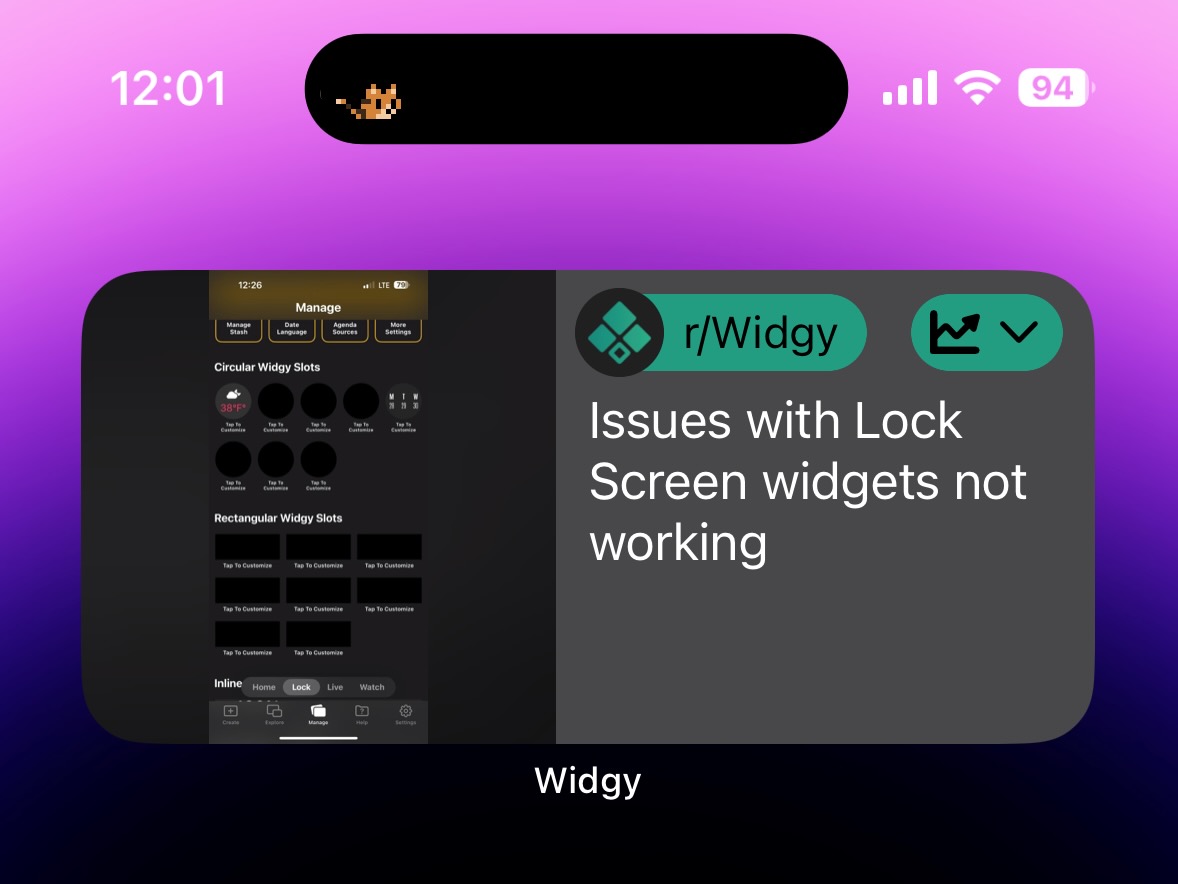 12:01
94
12:26
LTE 79
Manage
Manage Stash
Date Language
Agenda Sources
More Settings
Circular Widgy Slots
38°F°
M T W
28 29 30
Tap To Customize
Tap To Customize
Tap To Customize
Tap To Customize
Tap To Customize
Tap To Customize
Tap To Customize
Tap To Customize
Rectangular Widgy Slots
Tap To Customize
Tap To Customize
Tap To Customize
Tap To Customize
Tap To Customize
Tap To Customize
Tap To Customize
Tap To Customize
Inline
Home
Lock
Live
Watch
Create
Explore
Manage
Help
Settings
r/Widgy
Issues with Lock
Screen widgets not
working
Widgy